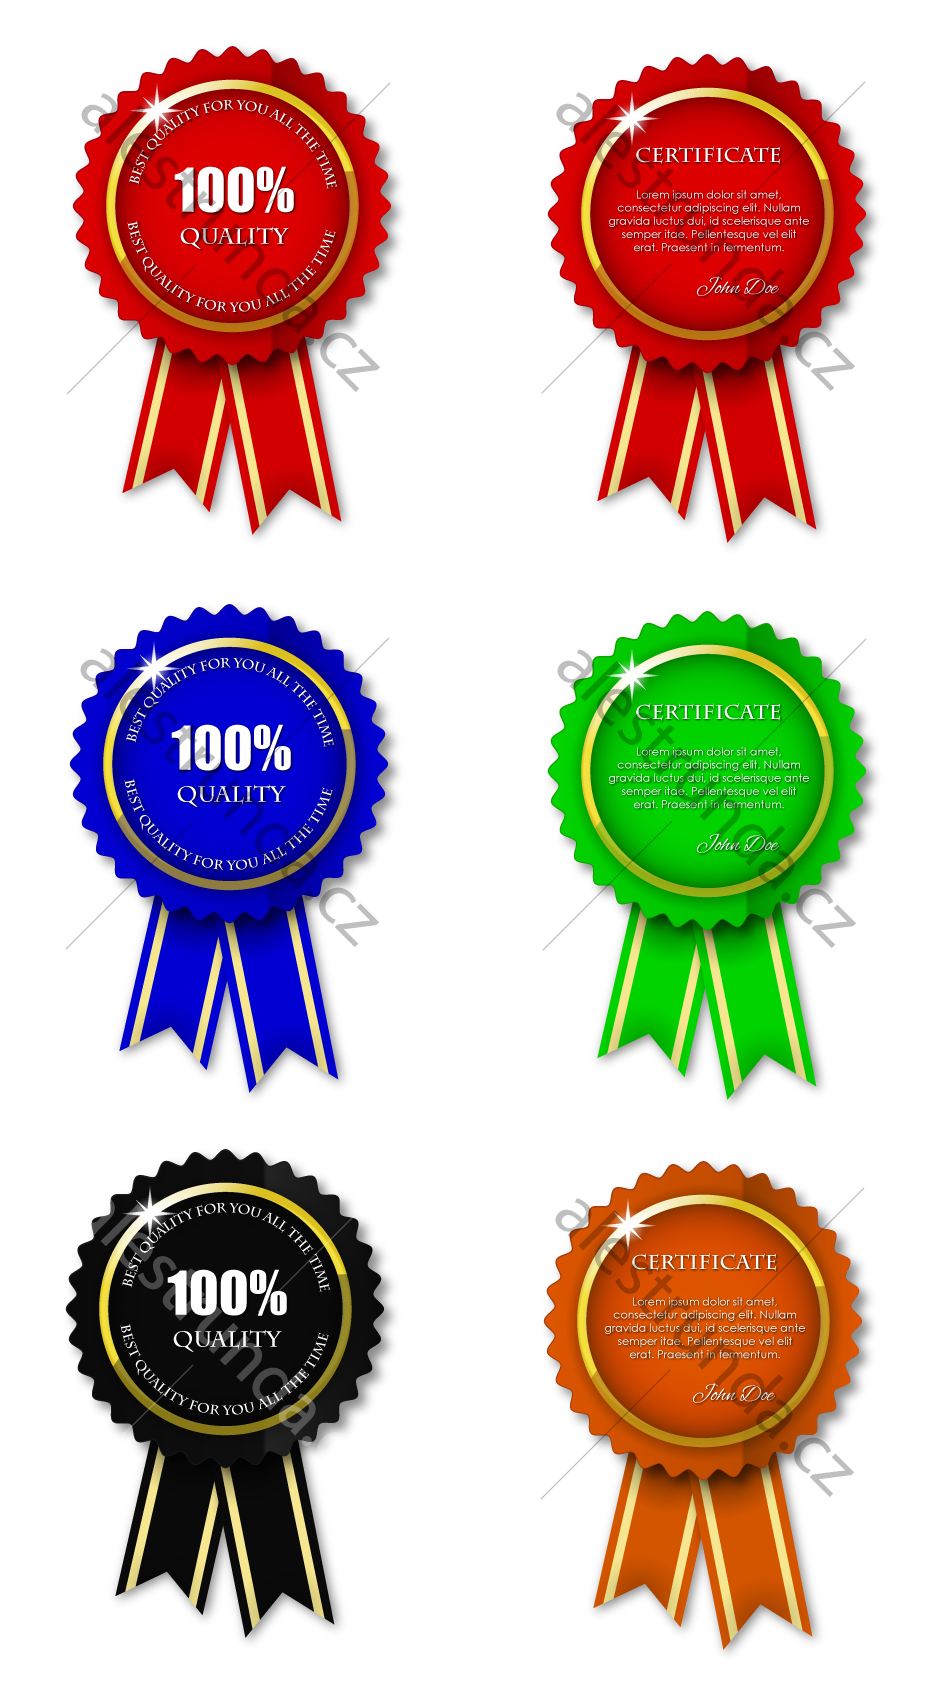 BEST QUALITY FOR YOU ALL THE TIME
100%
QUALITY
BEST QUALITY FOR YOU ALL THE TIME
CERTIFICATE
Lorem ipsum dolor sit amet,
consectetur adipiscing elit. Nullam
gravida luctus dui, id scelerisque ante
semper itae. Pellentesque vel elit
erat. Praesent in fermentum.
John Doe
BEST QUALITY FOR YOU ALL THE TIME
100%
QUALITY
BEST QUALITY FOR YOU ALL THE TIME
CERTIFICATE
Lorem ipsum dolor sit amet,
consectetur adipiscing elit. Nullam
gravida luctus dui, id scelerisque ante
semper itae. Pellentesque vel elit
erat. Praesent in fermentum.
John Doe
BEST QUALITY FOR YOU ALL THE TIME
100%
QUALITY
BEST QUALITY FOR YOU ALL THE TIME
CERTIFICATE
Lorem ipsum dolor sit amet,
consectetur adipiscing elit. Nullam
gravida luctus dui, id scelerisque ante
semper itae. Pellentesque vel elit
erat. Praesent in fermentum.
John Doe